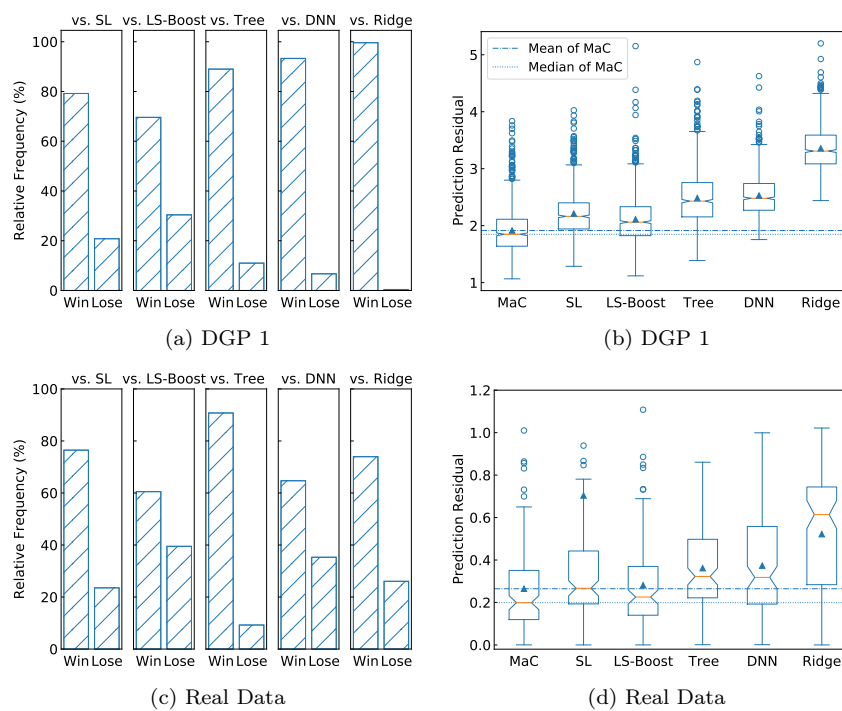 vs. SL vs. LS-Boost vs. Tree vs. DNN vs. Ridge
100
80
60
40
20
0
Relative Frequency (%)
Win Lose Win Lose Win Lose Win Lose Win Lose
(a) DGP 1
Mean of MaC
Median of MaC
5
4
3
2
1
Prediction Residual
MaC SL LS-Boost Tree DNN Ridge
(b) DGP 1
vs. SL vs. LS-Boost vs. Tree vs. DNN vs. Ridge
100
80
60
40
20
0
Relative Frequency (%)
Win Lose Win Lose Win Lose Win Lose Win Lose
(c) Real Data
1.2
1.0
0.8
0.6
0.4
0.2
0.0
Prediction Residual
MaC SL LS-Boost Tree DNN Ridge
(d) Real Data